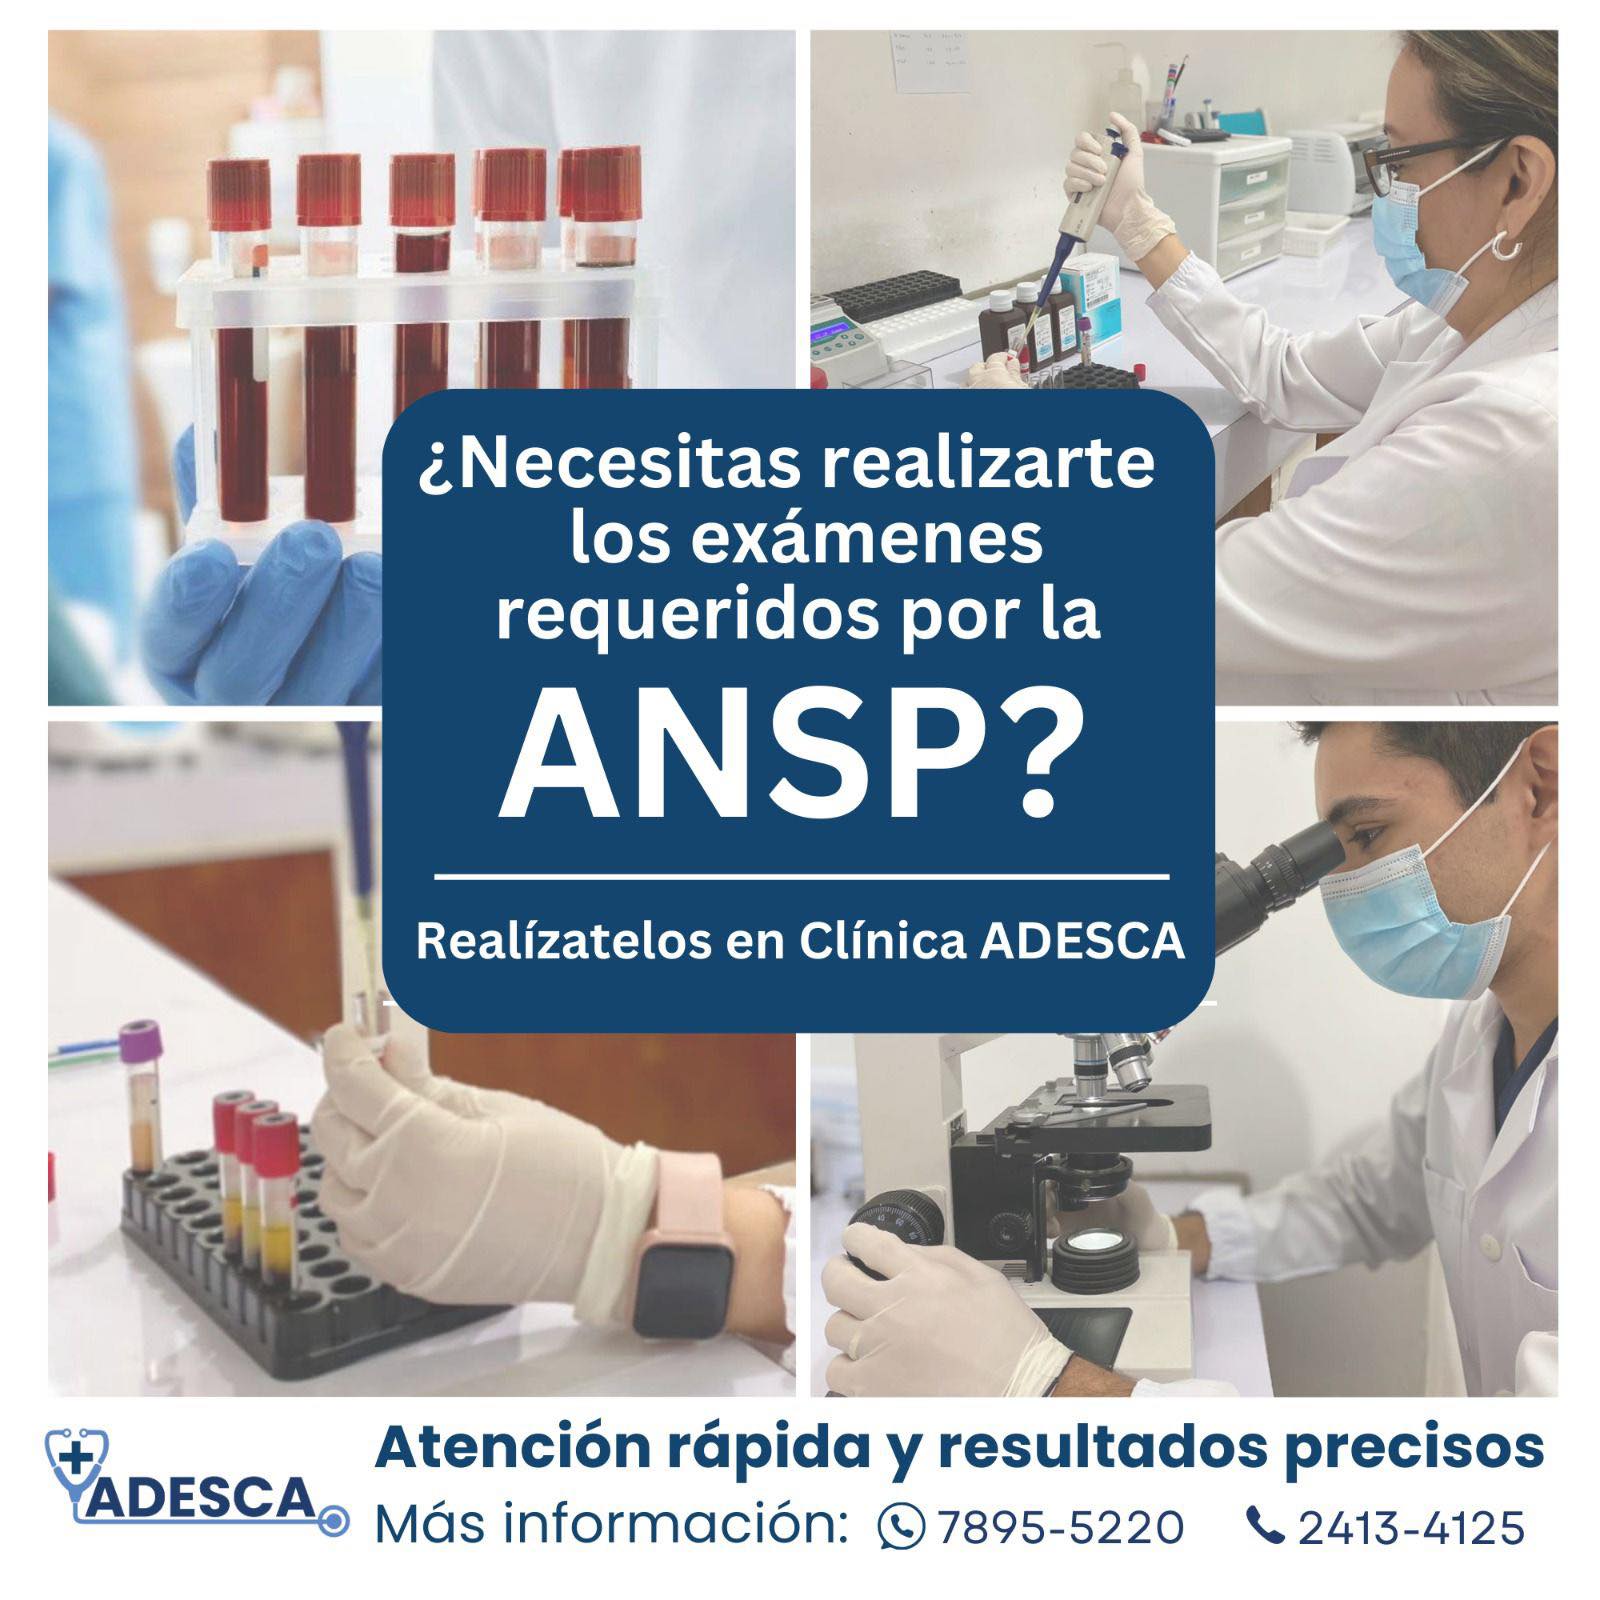 ¿Necesitas realizarte
los exámenes
requeridos por la
ANSP?
Realízatelos en Clínica ADESCA
ADESCA
Atención rápida y resultados precisos
Más información: 7895-5220 2413-4125